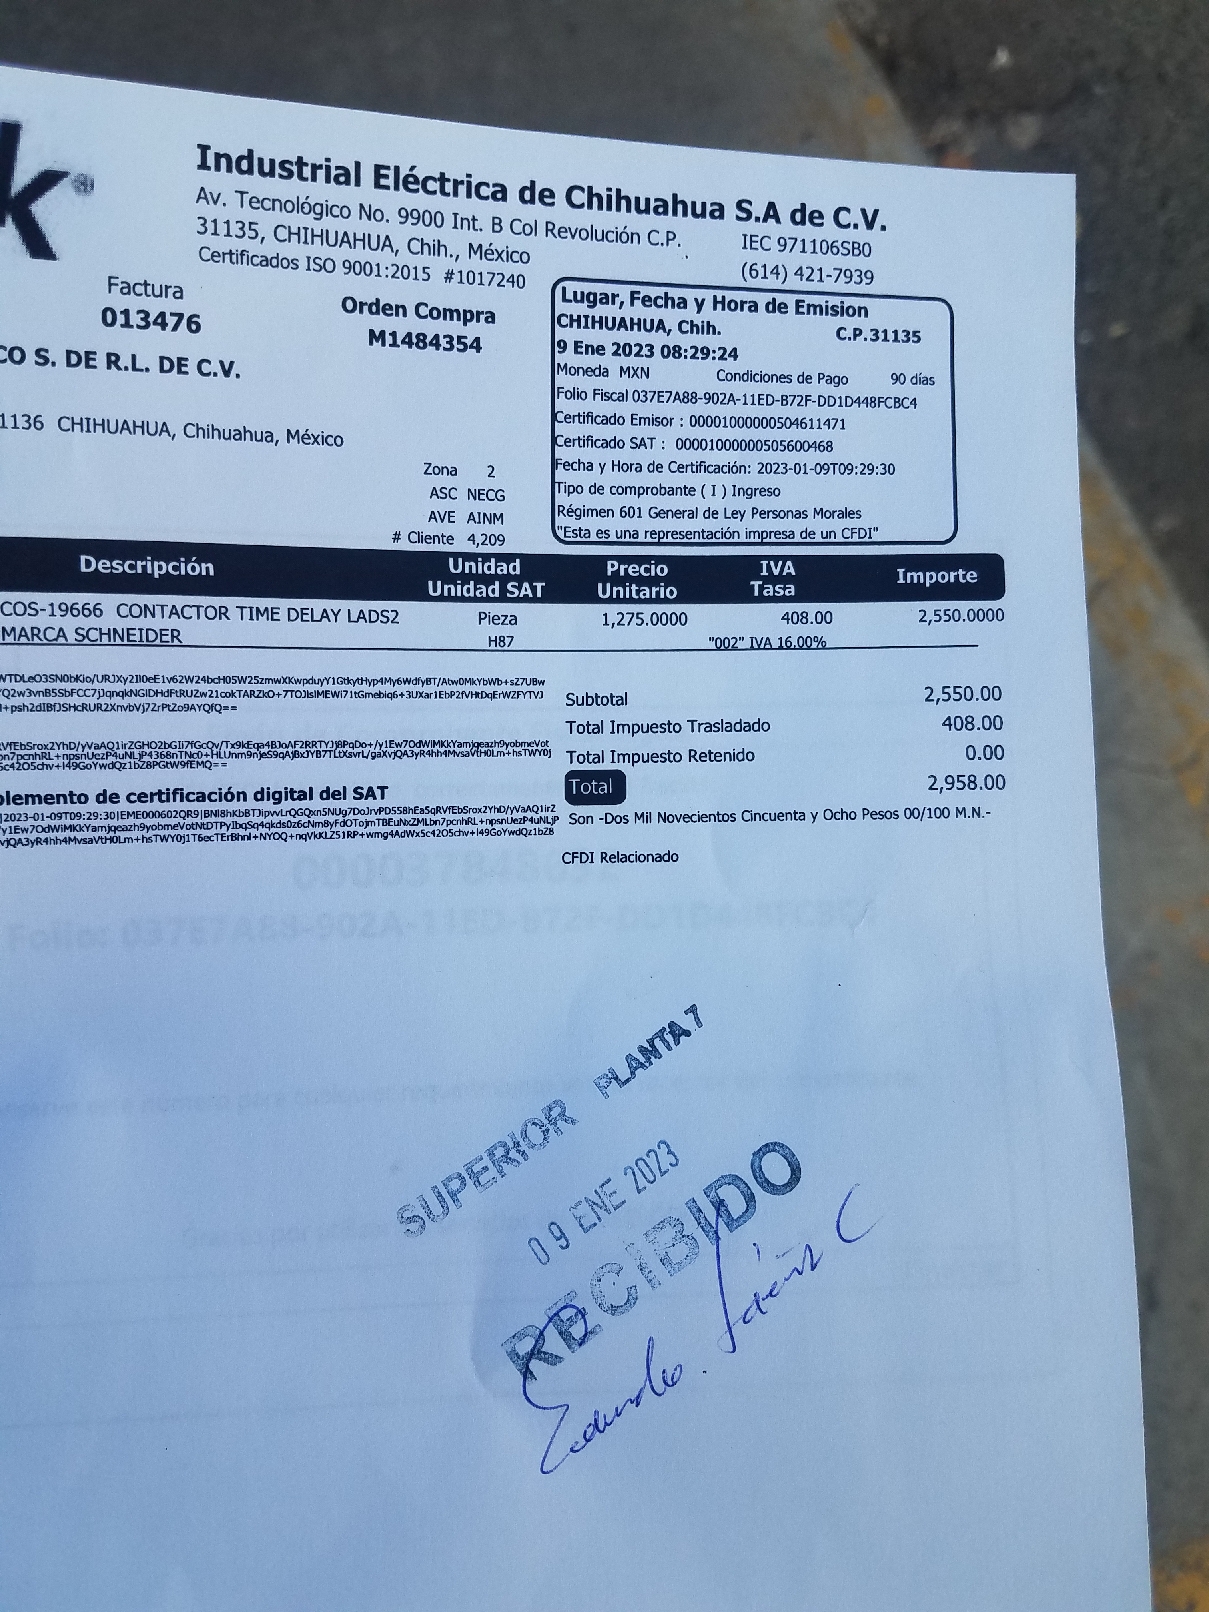 k®
Industrial Eléctrica de Chihuahua S.A de C.V.
Av. Tecnológico No. 9900 Int. B Col Revolución C.P.
31135, CHIHUAHUA, Chih., México
Certificados ISO 9001:2015 #1017240
IEC 971106SB0
(614) 421-7939
Factura
013476
Orden Compra
M1484354
CO S. DE R.L. DE C.V.
1136 CHIHUAHUA, Chihuahua, México
Zona 2
ASC NECG
AVE AINM
# Cliente 4,209
Lugar, Fecha y Hora de Emision
CHIHUAHUA, Chih. C.P.31135
9 Ene 2023 08:29:24
Moneda MXN Condiciones de Pago 90 días
Folio Fiscal 037E7A88-902A-11ED-B72F-DD1D448FCBC4
Certificado Emisor : 00001000000504611471
Certificado SAT : 00001000000505600468
Fecha y Hora de Certificación: 2023-01-09T09:29:30
Tipo de comprobante ( I ) Ingreso
Régimen 601 General de Ley Personas Morales
"Esta es una representación impresa de un CFDI"
Descripción Unidad Precio IVA Importe
Unidad SAT Unitario Tasa
COS-19666 CONTACTOR TIME DELAY LADS2 Pieza 1,275.0000 408.00 2,550.0000
MARCA SCHNEIDER H87 "002" IVA 16.00%
Subtotal 2,550.00
Total Impuesto Trasladado 408.00
Total Impuesto Retenido 0.00
Total 2,958.00
Son -Dos Mil Novecientos Cincuenta y Ocho Pesos 00/100 M.N.-
plemento de certificación digital del SAT
CFDI Relacionado
SUPERIOR PLANTA 7
09 ENE 2023
RECIBIDO
Eduardo Sáenz C